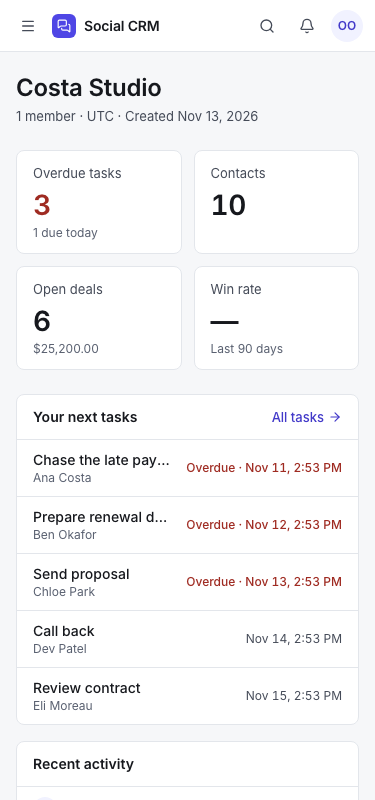 Social CRM
OO
Costa Studio
1 member · UTC · Created Nov 13, 2026
Overdue tasks
3
1 due today
Contacts
10
Open deals
6
$25,200.00
Win rate
—
Last 90 days
Your next tasks
All tasks →
Chase the late pay...
Ana Costa
Overdue · Nov 11, 2:53 PM
Prepare renewal d...
Ben Okafor
Overdue · Nov 12, 2:53 PM
Send proposal
Chloe Park
Overdue · Nov 13, 2:53 PM
Call back
Dev Patel
Nov 14, 2:53 PM
Review contract
Eli Moreau
Nov 15, 2:53 PM
Recent activity